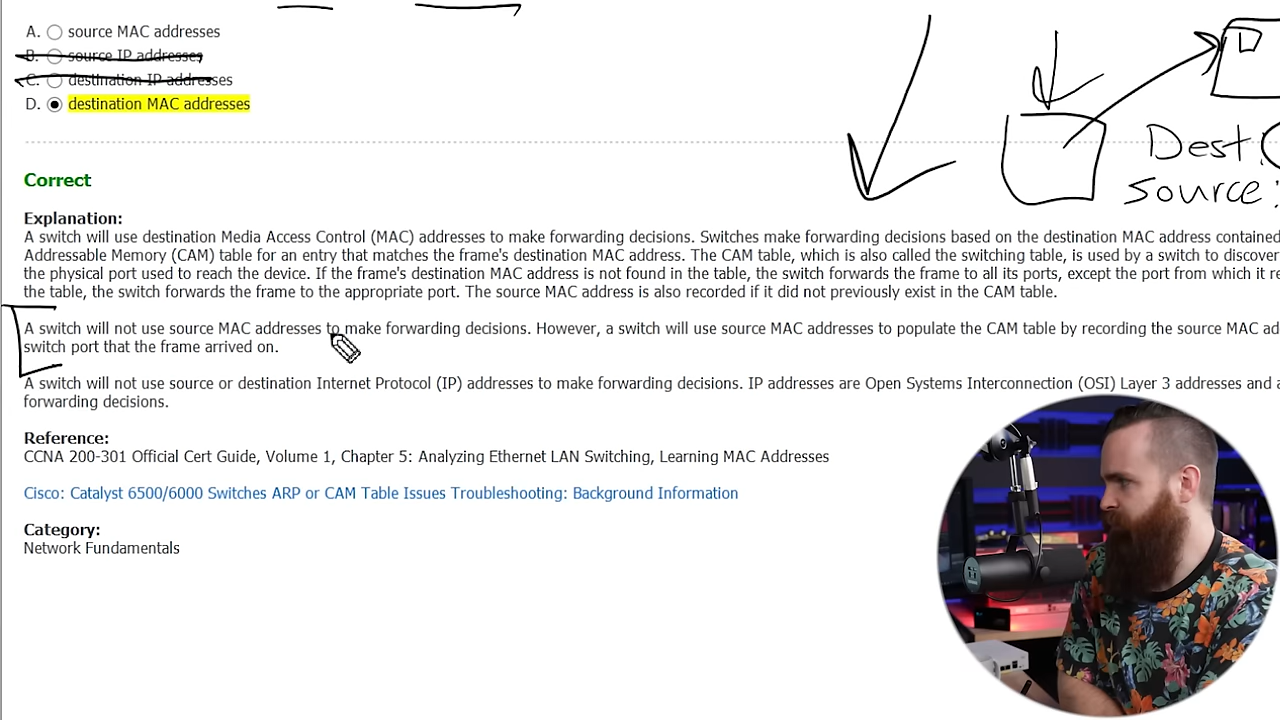 A. source MAC addresses
B. source IP addresses
C. destination IP addresses
D. destination MAC addresses
Dest:
source:
Correct
Explanation:
A switch will use destination Media Access Control (MAC) addresses to make forwarding decisions. Switches make forwarding decisions based on the destination MAC address contained
Addressable Memory (CAM) table for an entry that matches the frame's destination MAC address. The CAM table, which is also called the switching table, is used by a switch to discover
the physical port used to reach the device. If the frame's destination MAC address is not found in the table, the switch forwards the frame to all its ports, except the port from which it re
the table, the switch forwards the frame to the appropriate port. The source MAC address is also recorded if it did not previously exist in the CAM table.
A switch will not use source MAC addresses to make forwarding decisions. However, a switch will use source MAC addresses to populate the CAM table by recording the source MAC ad
switch port that the frame arrived on.
A switch will not use source or destination Internet Protocol (IP) addresses to make forwarding decisions. IP addresses are Open Systems Interconnection (OSI) Layer 3 addresses and a
forwarding decisions.
Reference:
CCNA 200-301 Official Cert Guide, Volume 1, Chapter 5: Analyzing Ethernet LAN Switching, Learning MAC Addresses
Cisco: Catalyst 6500/6000 Switches ARP or CAM Table Issues Troubleshooting: Background Information
Category:
Network Fundamentals